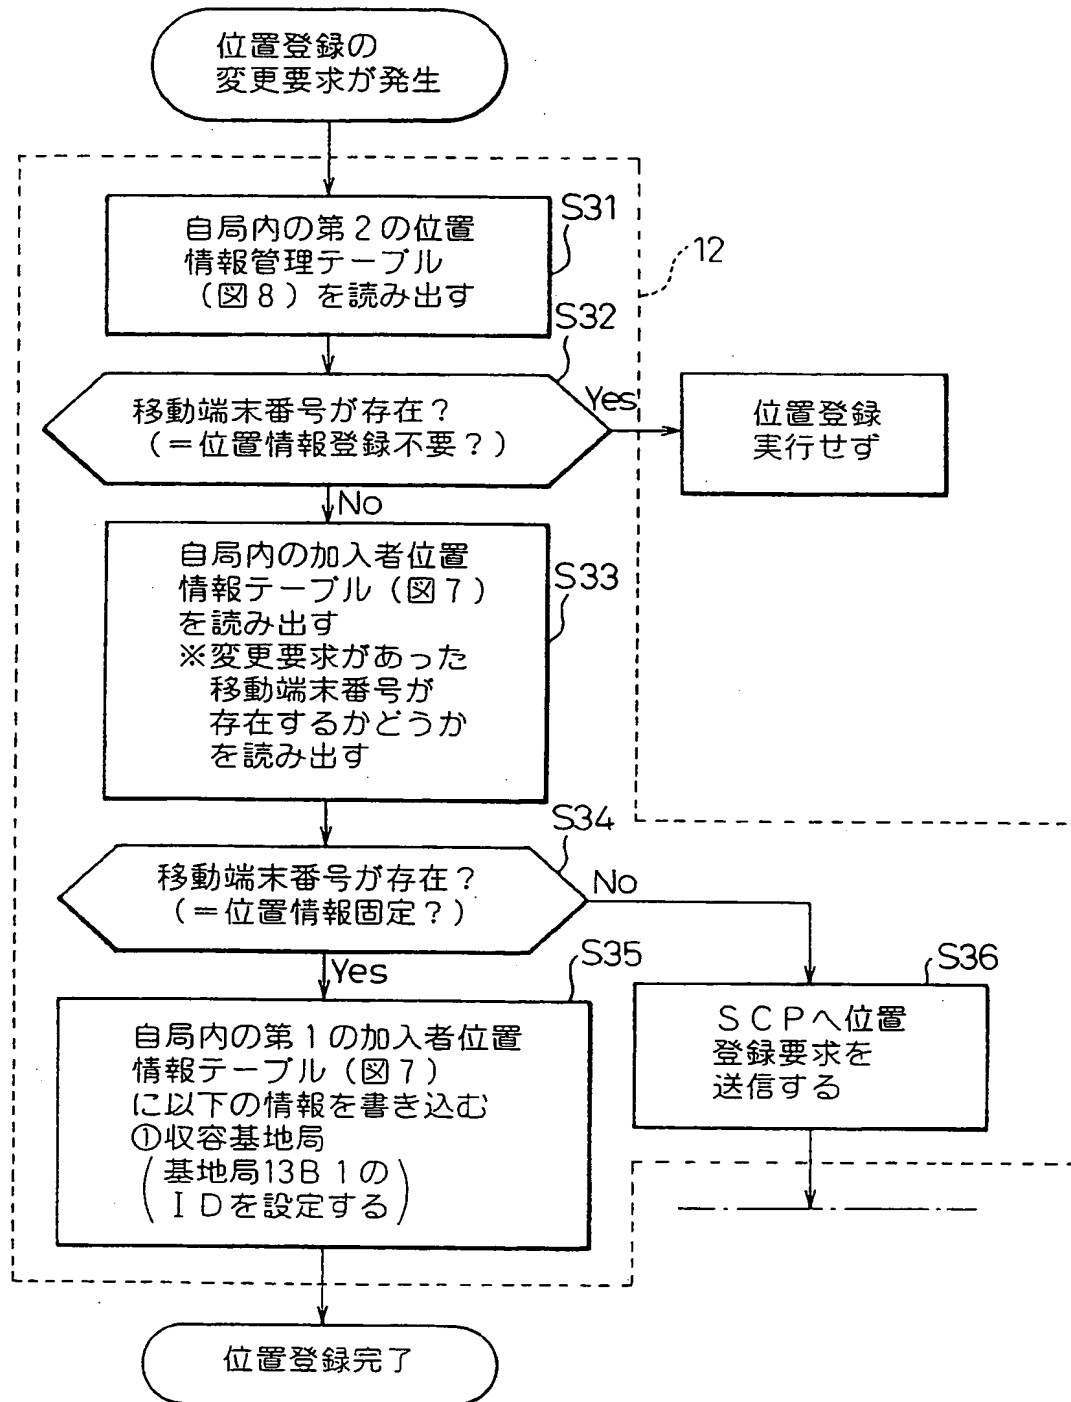 位置登録の
変更要求が発生
S31
自局内の第2の位置
情報管理テーブル
(図8)を読み出す
12
S32
移動端末番号が存在?
(=位置情報登録不要?)
Yes
位置登録
実行せず
No
自局内の加入者位置
情報テーブル(図7)
を読み出す
※変更要求があった
移動端末番号が
存在するかどうか
を読み出す
S33
S34
移動端末番号が存在?
(=位置情報固定?)
No
Yes
S35
自局内の第1の加入者位置
情報テーブル(図7)
に以下の情報を書き込む
①収容基地局
(基地局13B1の
IDを設定する)
S36
SCPへ位置
登録要求を
送信する
位置登録完了